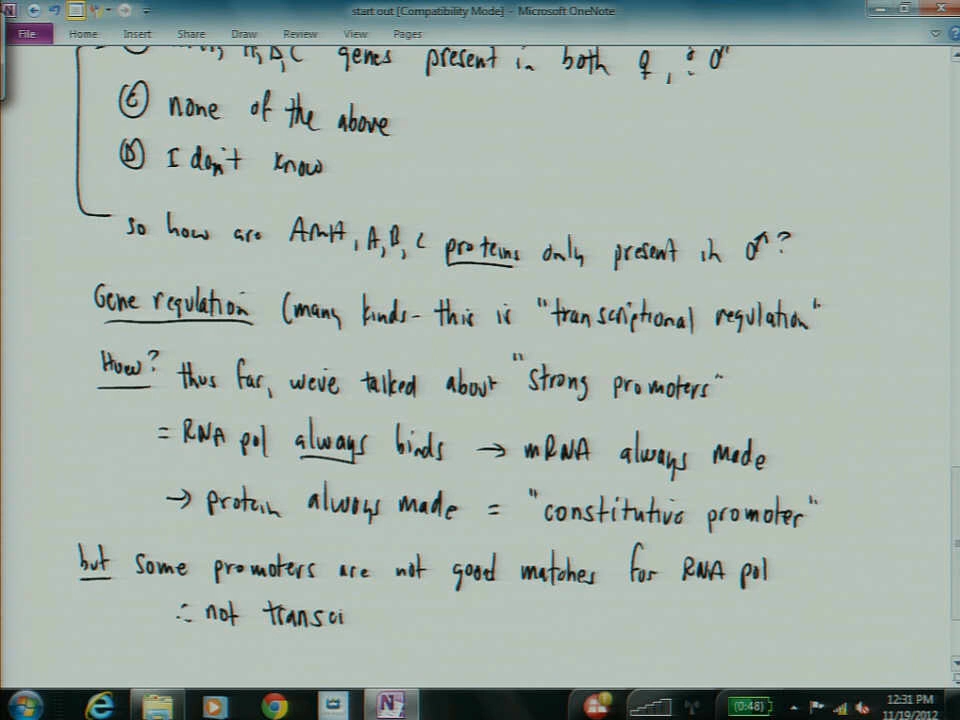 start out [Compatibility Mode] - Microsoft OneNote
File Home Insert Share Draw Review View Pages
A, B, C genes present in both ♀, ♂
Ⓒ none of the above
Ⓓ I don't know
so how are AMH, A, B, C proteins only present in ♂?
Gene regulation (many kinds - this is "transcriptional regulation"
How? thus far, we've talked about "strong promoters"
= RNA pol always binds → mRNA always made
→ protein always made = "constitutive promoter"
but some promoters are not good matches for RNA pol
∴ not transci
(0:48)
12:31 PM
11/19/2012